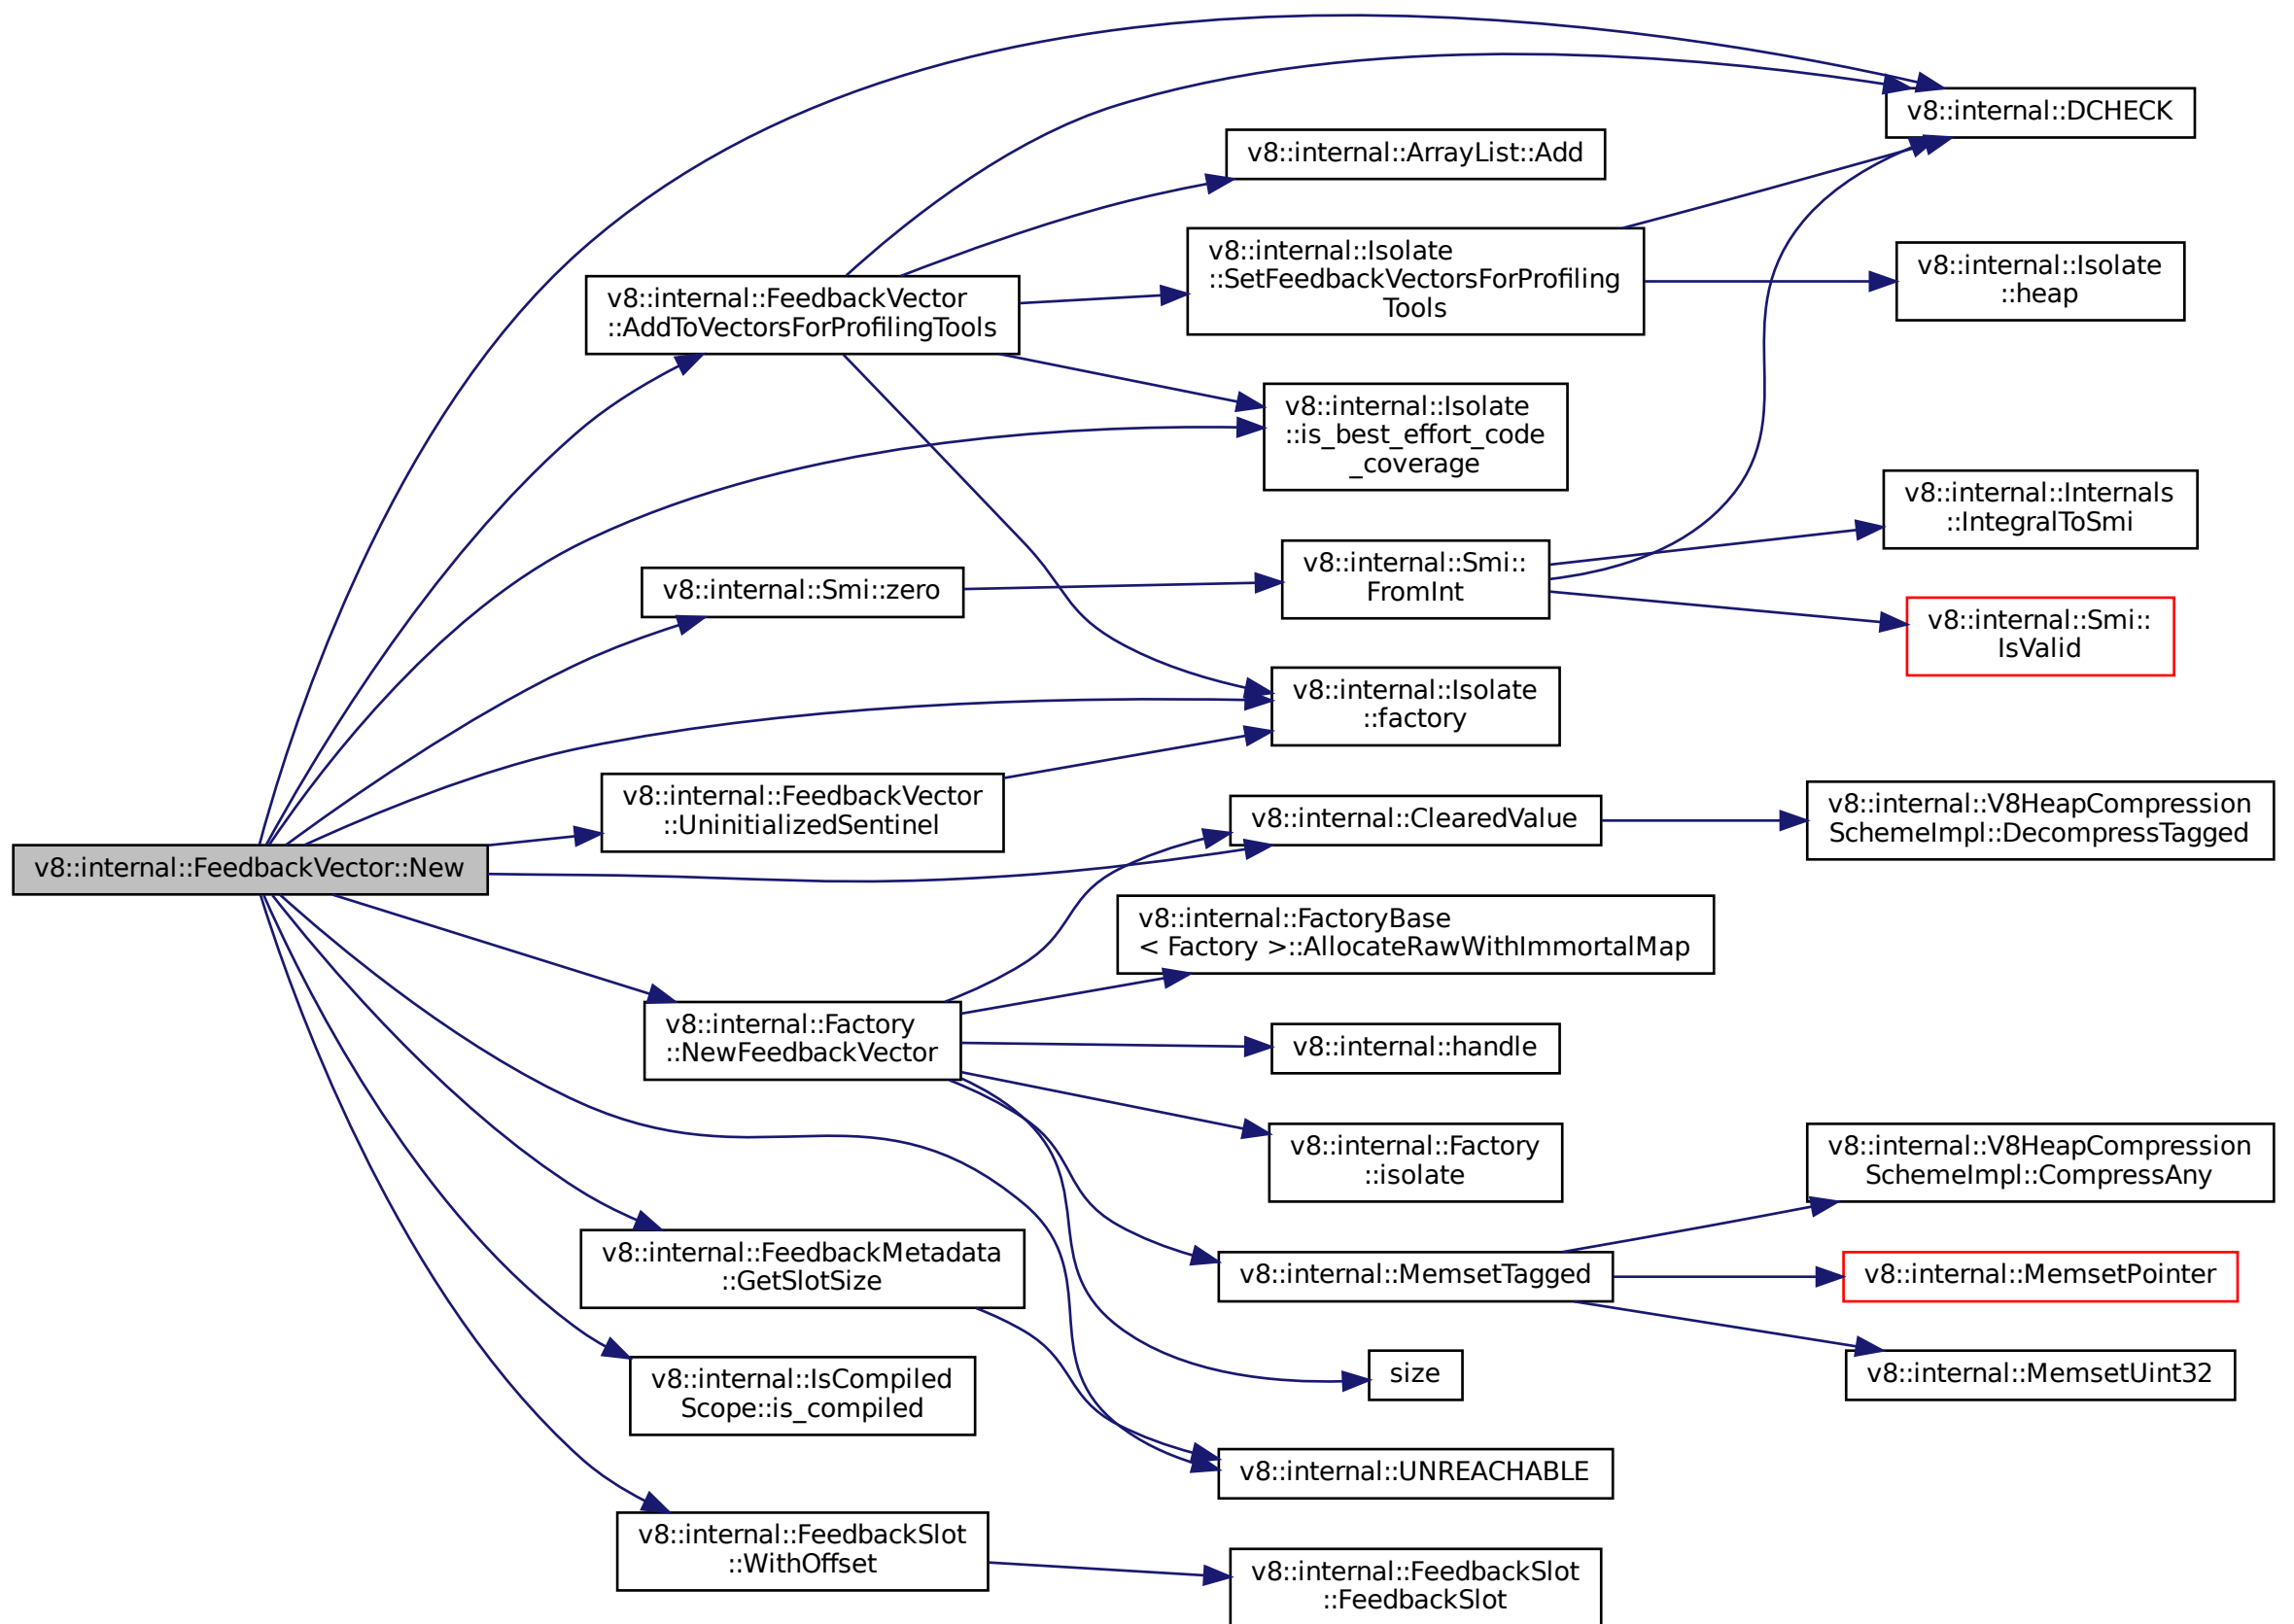 v8::internal::FeedbackVector::New
v8::internal::FeedbackVector
::AddToVectorsForProfilingTools
v8::internal::Smi::zero
v8::internal::FeedbackVector
::UninitializedSentinel
v8::internal::Factory
::NewFeedbackVector
v8::internal::FeedbackMetadata
::GetSlotSize
v8::internal::IsCompiled
Scope::is_compiled
v8::internal::FeedbackSlot
::WithOffset
v8::internal::ArrayList::Add
v8::internal::Isolate
::SetFeedbackVectorsForProfiling
Tools
v8::internal::Isolate
::is_best_effort_code
_coverage
v8::internal::Smi::
FromInt
v8::internal::Isolate
::factory
v8::internal::ClearedValue
v8::internal::FactoryBase
< Factory >::AllocateRawWithImmortalMap
v8::internal::handle
v8::internal::Factory
::isolate
v8::internal::MemsetTagged
size
v8::internal::UNREACHABLE
v8::internal::FeedbackSlot
::FeedbackSlot
v8::internal::DCHECK
v8::internal::Isolate
::heap
v8::internal::Internals
::IntegralToSmi
v8::internal::Smi::
IsValid
v8::internal::V8HeapCompression
SchemeImpl::DecompressTagged
v8::internal::V8HeapCompression
SchemeImpl::CompressAny
v8::internal::MemsetPointer
v8::internal::MemsetUint32